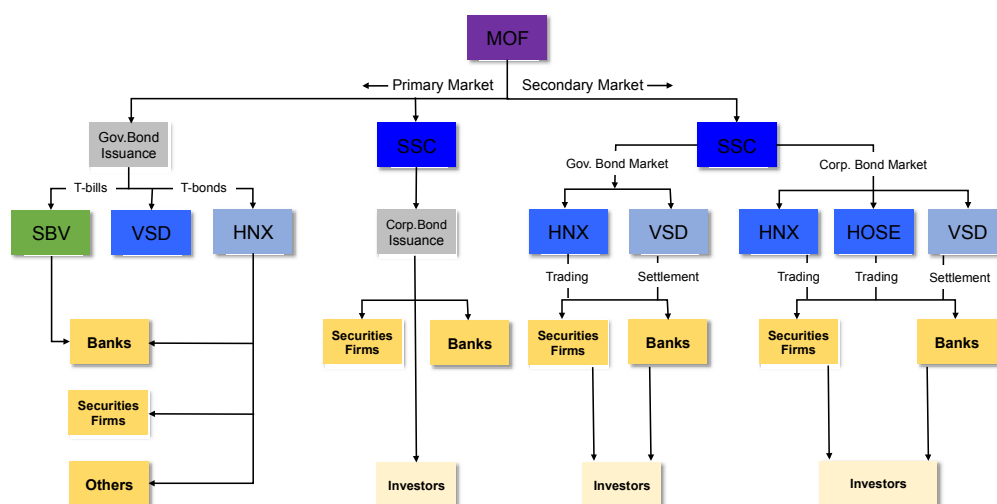 MOF
Primary Market
Secondary Market
Gov.Bond
Issuance
SSC
SSC
Gov. Bond Market
Corp. Bond Market
T-bills
T-bonds
SBV
VSD
HNX
Corp.Bond
Issuance
HNX
VSD
HNX
HOSE
VSD
Trading
Settlement
Trading
Trading
Settlement
Banks
Securities
Firms
Banks
Securities
Firms
Banks
Securities
Firms
Banks
Securities
Firms
Others
Investors
Investors
Investors